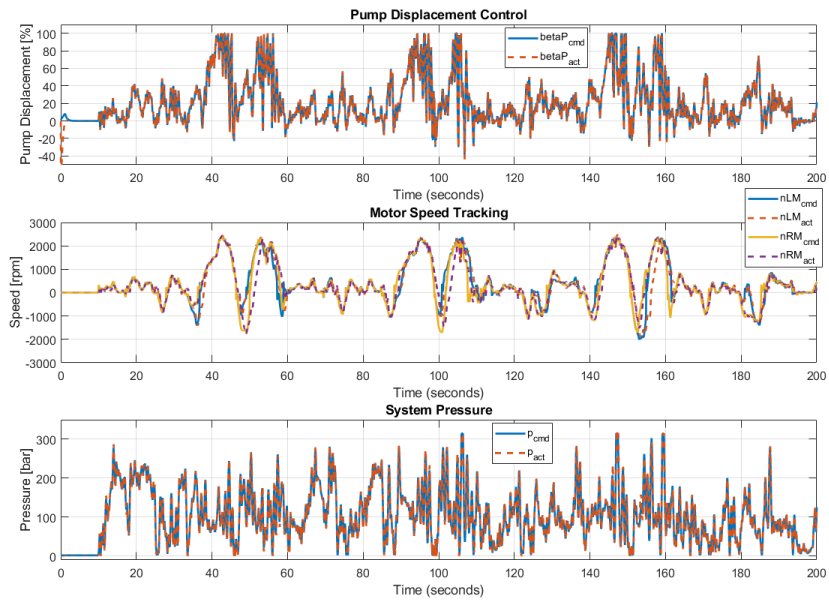 Pump Displacement Control
Pump Displacement [%]
100
80
60
40
20
0
-20
-40
betaP_cmd
betaP_act
0 20 40 60 80 100 120 140 160 180 200
Time (seconds)
Motor Speed Tracking
Speed [rpm]
3000
2000
1000
0
-1000
-2000
-3000
nLM_cmd
nLM_act
nRM_cmd
nRM_act
0 20 40 60 80 100 120 140 160 180 200
Time (seconds)
System Pressure
Pressure [bar]
300
200
100
0
p_cmd
p_act
0 20 40 60 80 100 120 140 160 180 200
Time (seconds)